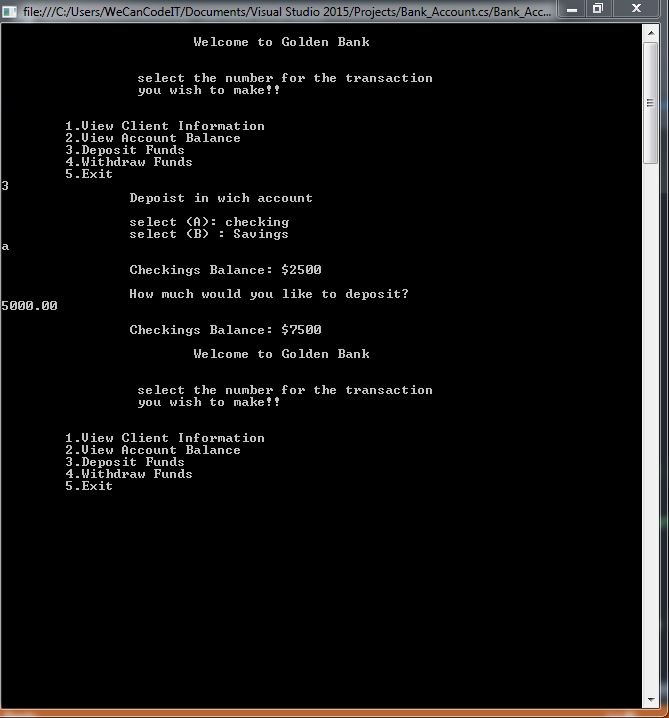 file:///C:/Users/WeCanCodeIT/Documents/Visual Studio 2015/Projects/Bank_Account.cs/Bank_Acc...
Welcome to Golden Bank
select the number for the transaction
you wish to make!!
1.View Client Information
2.View Account Balance
3.Deposit Funds
4.Withdraw Funds
5.Exit
3
Depoist in wich account
select (A): checking
select (B) : Savings
a
Checkings Balance: $2500
How much would you like to deposit?
5000.00
Checkings Balance: $7500
Welcome to Golden Bank
select the number for the transaction
you wish to make!!
1.View Client Information
2.View Account Balance
3.Deposit Funds
4.Withdraw Funds
5.Exit